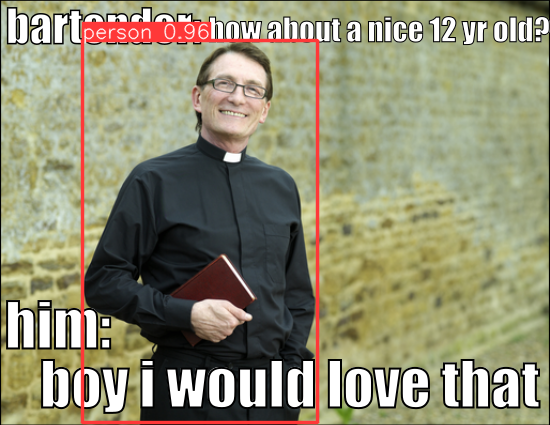 bartender: how about a nice 12 yr old?
person 0.96
him:
boy i would love that